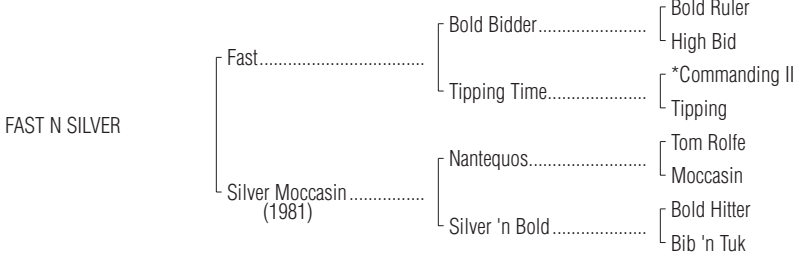 Bold Ruler
Bold Bidder......................
High Bid
Fast.................................
*Commanding II
Tipping Time....................
Tipping
FAST N SILVER
Tom Rolfe
Nantequos.......................
Moccasin
Silver Moccasin...............
(1981)
Bold Hitter
Silver 'n Bold...................
Bib 'n Tuk